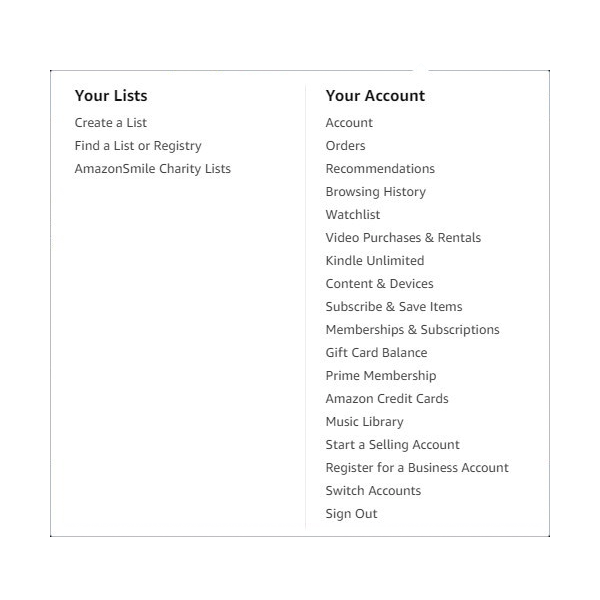 Your Lists
Create a List
Find a List or Registry
AmazonSmile Charity Lists
Your Account
Account
Orders
Recommendations
Browsing History
Watchlist
Video Purchases & Rentals
Kindle Unlimited
Content & Devices
Subscribe & Save Items
Memberships & Subscriptions
Gift Card Balance
Prime Membership
Amazon Credit Cards
Music Library
Start a Selling Account
Register for a Business Account
Switch Accounts
Sign Out